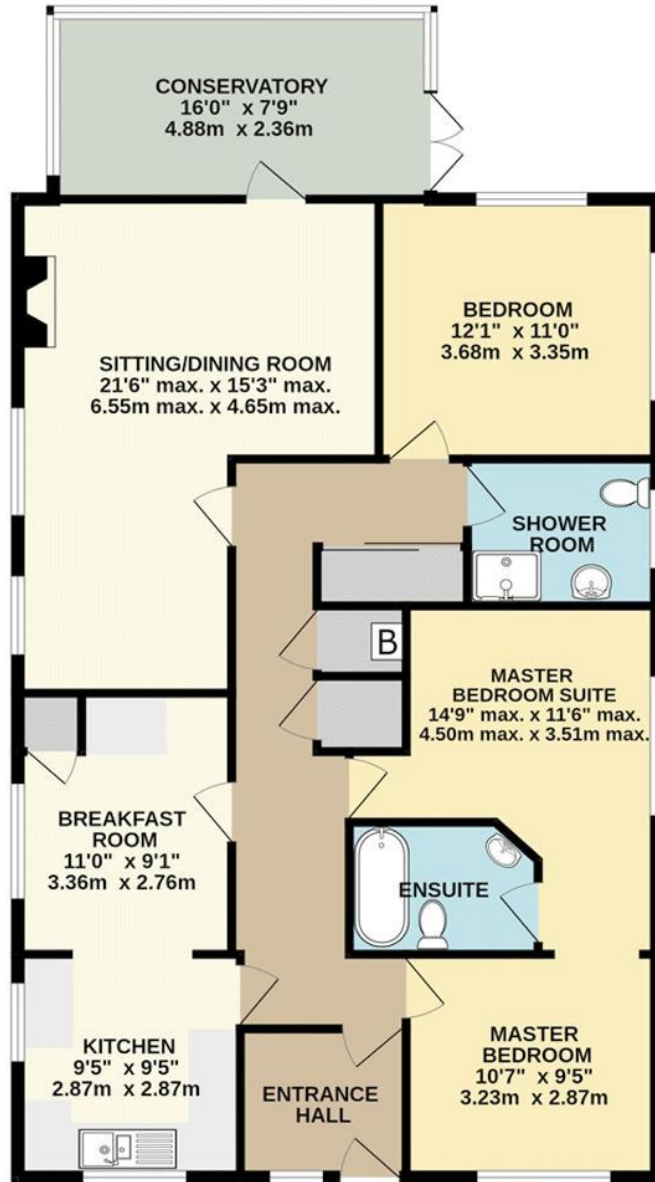 CONSERVATORY
16'0" x 7'9"
4.88m x 2.36m
SITTING/DINING ROOM
21'6" max. x 15'3" max.
6.55m max. x 4.65m max.
BEDROOM
12'1" x 11'0"
3.68m x 3.35m
SHOWER
ROOM
B
MASTER
BEDROOM SUITE
14'9" max. x 11'6" max.
4.50m max. x 3.51m max.
BREAKFAST
ROOM
11'0" x 9'1"
3.36m x 2.76m
ENSUITE
KITCHEN
9'5" x 9'5"
2.87m x 2.87m
ENTRANCE
HALL
MASTER
BEDROOM
10'7" x 9'5"
3.23m x 2.87m